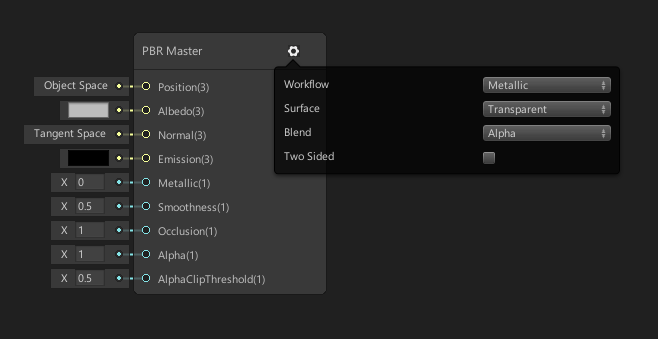 PBR Master
Object Space Position(3)
Albedo(3)
Tangent Space Normal(3)
Emission(3)
X 0 Metallic(1)
X 0.5 Smoothness(1)
X 1 Occlusion(1)
X 1 Alpha(1)
X 0.5 AlphaClipThreshold(1)
Workflow Metallic
Surface Transparent
Blend Alpha
Two Sided